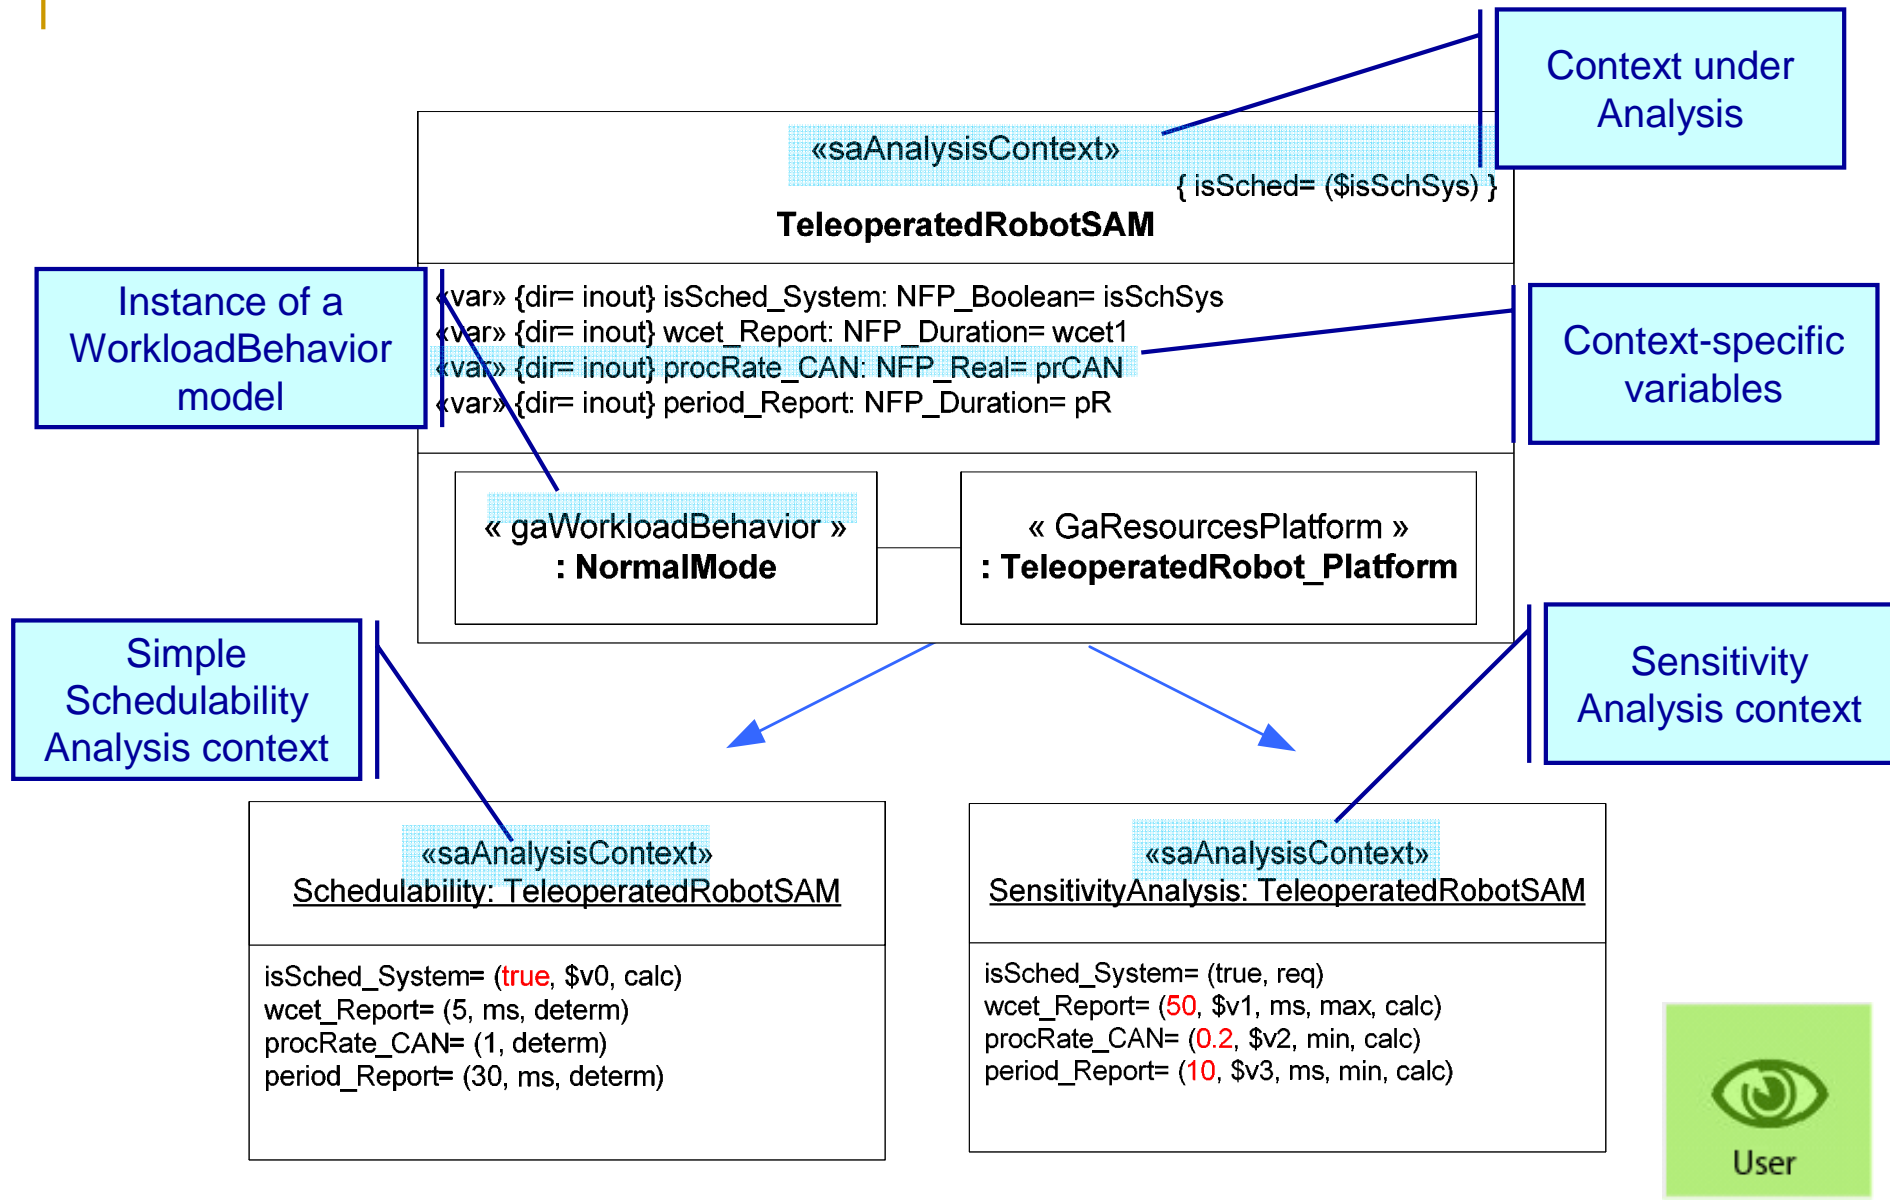 Context under
Analysis
«saAnalysisContext»
{ isSched= ($isSchSys) }
TeleoperatedRobotSAM
Instance of a
WorkloadBehavior
model
«var» {dir= inout} isSched_System: NFP_Boolean= isSchSys
«var» {dir= inout} wcet_Report: NFP_Duration= wcet1
«var» {dir= inout} procRate_CAN: NFP_Real= prCAN
«var» {dir= inout} period_Report: NFP_Duration= pR
Context-specific
variables
« gaWorkloadBehavior »
: NormalMode
« GaResourcesPlatform »
: TeleoperatedRobot_Platform
Simple
Schedulability
Analysis context
Sensitivity
Analysis context
«saAnalysisContext»
Schedulability: TeleoperatedRobotSAM
isSched_System= (true, $v0, calc)
wcet_Report= (5, ms, determ)
procRate_CAN= (1, determ)
period_Report= (30, ms, determ)
«saAnalysisContext»
SensitivityAnalysis: TeleoperatedRobotSAM
isSched_System= (true, req)
wcet_Report= (50, $v1, ms, max, calc)
procRate_CAN= (0.2, $v2, min, calc)
period_Report= (10, $v3, ms, min, calc)
User